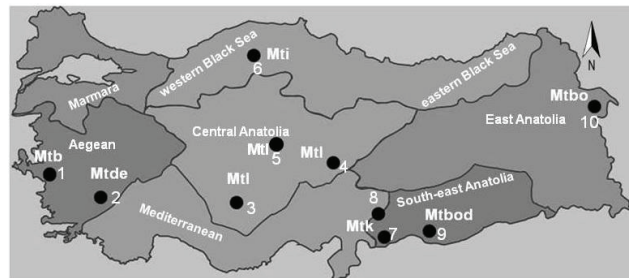 western Black Sea
Mti
6
eastern Black Sea
N
Marmara
Mtbo
10
East Anatolia
Aegean
Central Anatolia
Mtl
5
Mtl
4
Mtb
1
Mtde
2
Mtl
3
Mediterranean
South-east Anatolia
8
Mtk
7
Mtbod
9